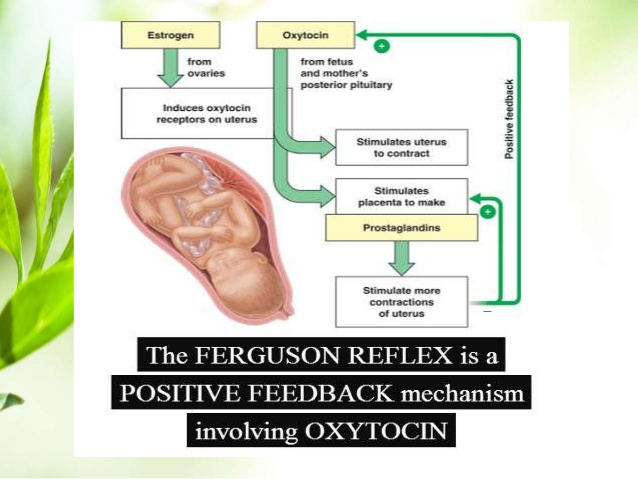 Estrogen
Oxytocin
+
from
ovaries
from fetus
and mother's
posterior pituitary
Induces oxytocin
receptors on uterus
Positive feedback
Stimulates uterus
to contract
Stimulates
placenta to make
+
Prostaglandins
Stimulate more
contractions
of uterus
The FERGUSON REFLEX is a
POSITIVE FEEDBACK mechanism
involving OXYTOCIN